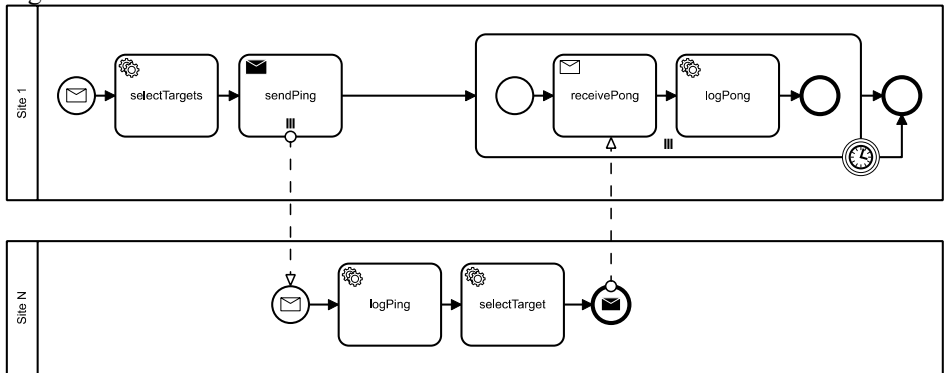 Site 1
selectTargets
sendPing
receivePong
logPong
Site N
logPing
selectTarget